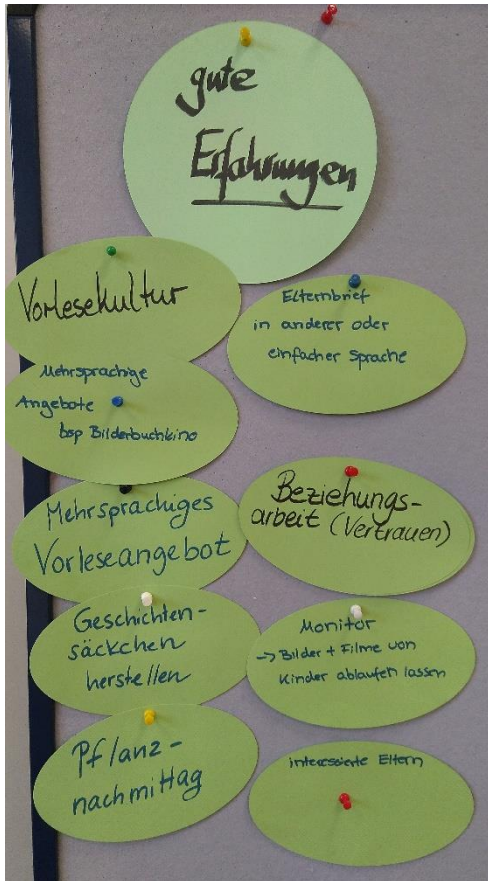 gute
Erfahrungen
Vorlesekultur
Mehrsprachige
Angebote
bsp Bilderbuchkino
Mehrsprachiges
Vorleseangebot
Geschichten-
säckchen
herstellen
Pflanz-
nachmittag
Elternbrief
in anderer oder
einfacher Sprache
Beziehungs-
arbeit (Vertrauen)
Monitor
→ Bilder + Filme von
Kinder ablaufen lassen
interessierte Eltern